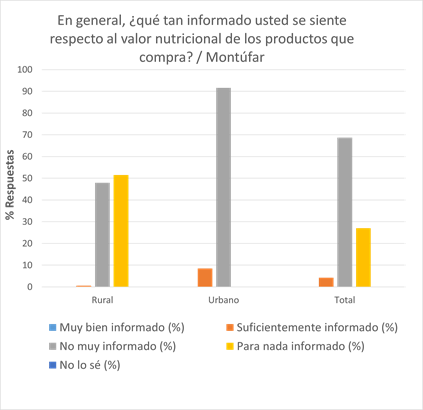 En general, ¿qué tan informado usted se siente
respecto al valor nutricional de los productos que
compra? / Montúfar
% Respuestas
100
90
80
70
60
50
40
30
20
10
0
Rural
Urbano
Total
Muy bien informado (%)
Suficientemente informado (%)
No muy informado (%)
Para nada informado (%)
No lo sé (%)